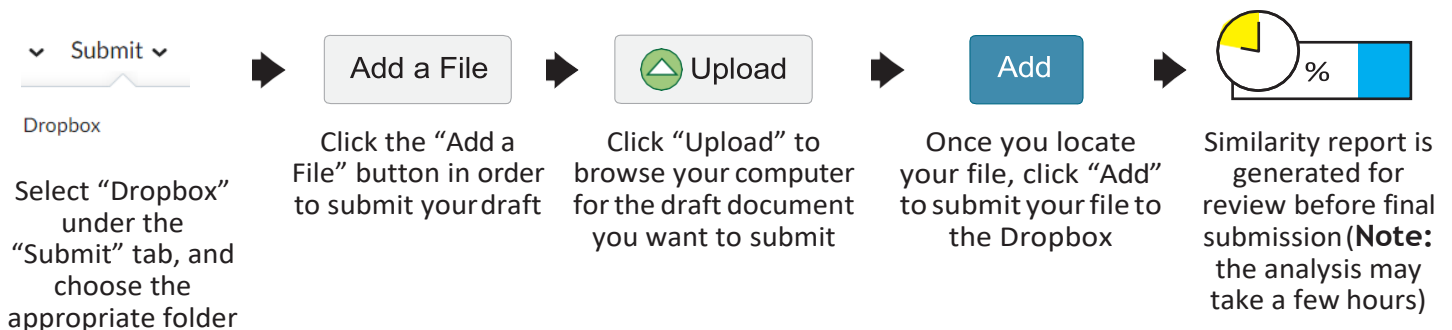 Submit
Dropbox
Select “Dropbox”
under the
“Submit” tab, and
choose the
appropriate folder
Add a File
Click the “Add a
File” button in order
to submit your draft
Upload
Click “Upload” to
browse your computer
for the draft document
you want to submit
Add
Once you locate
your file, click “Add”
to submit your file to
the Dropbox
%
Similarity report is
generated for
review before final
submission (Note:
the analysis may
take a few hours)